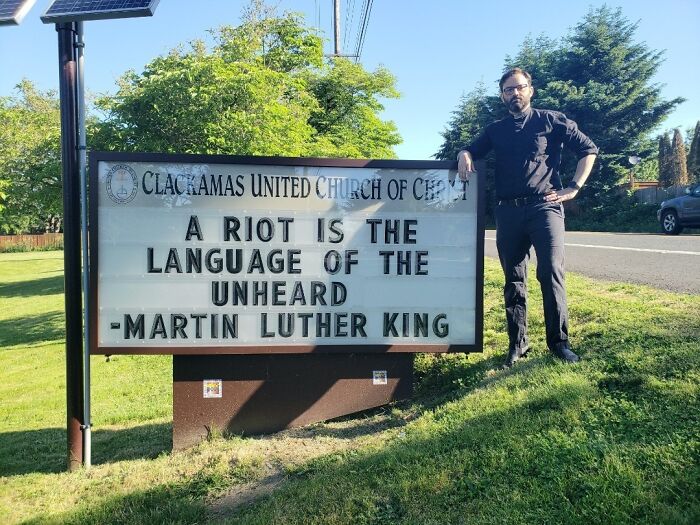 CLACKAMAS UNITED CHURCH OF CHRIST
A RIOT IS THE
LANGUAGE OF THE
UNHEARD
-MARTIN LUTHER KING